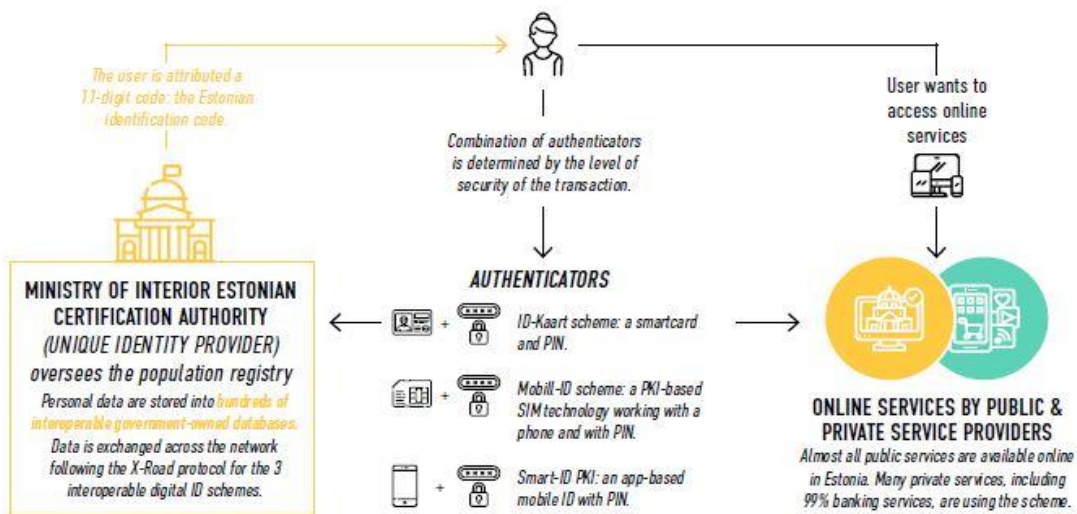 The user is attributed a
11-digit code: the Estonian
identification code.
Combination of authenticators
is determined by the level of
security of the transaction.
User wants to
access online
services
MINISTRY OF INTERIOR ESTONIAN
CERTIFICATION AUTHORITY
(UNIQUE IDENTITY PROVIDER)
oversees the population registry
Personal data are stored into hundreds of
interoperable government-owned databases.
Data is exchanged across the network
following the X-Road protocol for the 3
interoperable digital ID schemes.
AUTHENTICATORS
+ ID-Kaart scheme: a smartcard
and PIN.
+ Mobill-ID scheme: a PKI-based
SIM technology working with a
phone and with PIN.
+ Smart-ID PKI: an app-based
mobile ID with PIN.
ONLINE SERVICES BY PUBLIC &
PRIVATE SERVICE PROVIDERS
Almost all public services are available online
in Estonia. Many private services, including
99% banking services, are using the scheme.